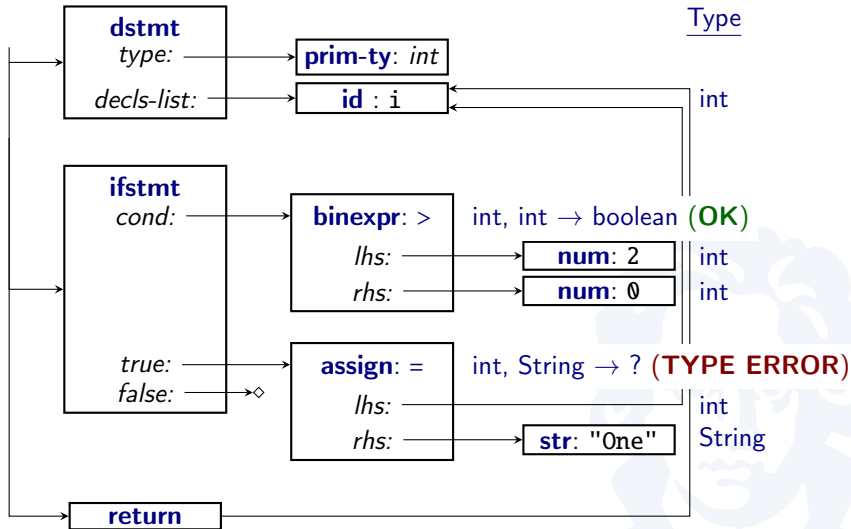 Type
dstmt
type:
prim-ty: int
decls-list:
id : i
int
ifstmt
cond:
binexpr: >
int, int → boolean (OK)
lhs:
num: 2
int
rhs:
num: 0
int
true:
assign: =
int, String → ? (TYPE ERROR)
false:
lhs:
int
rhs:
str: "One"
String
return